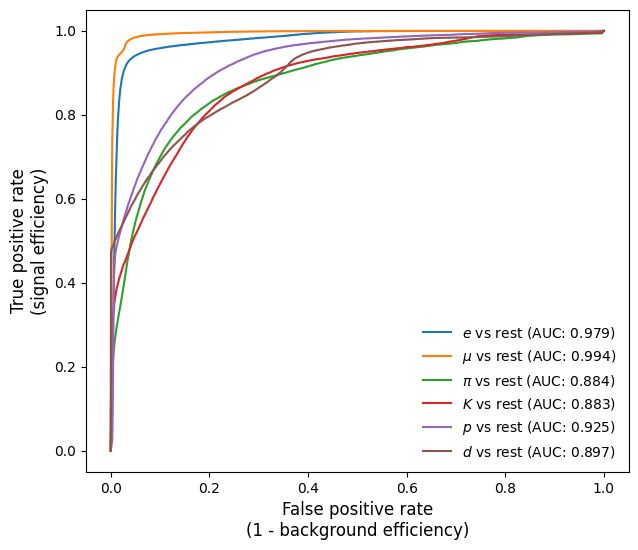 True positive rate
(signal efficiency)
1.0
0.8
0.6
0.4
0.2
0.0
e vs rest (AUC: 0.979)
μ vs rest (AUC: 0.994)
π vs rest (AUC: 0.884)
K vs rest (AUC: 0.883)
p vs rest (AUC: 0.925)
d vs rest (AUC: 0.897)
0.0 0.2 0.4 0.6 0.8 1.0
False positive rate
(1 - background efficiency)